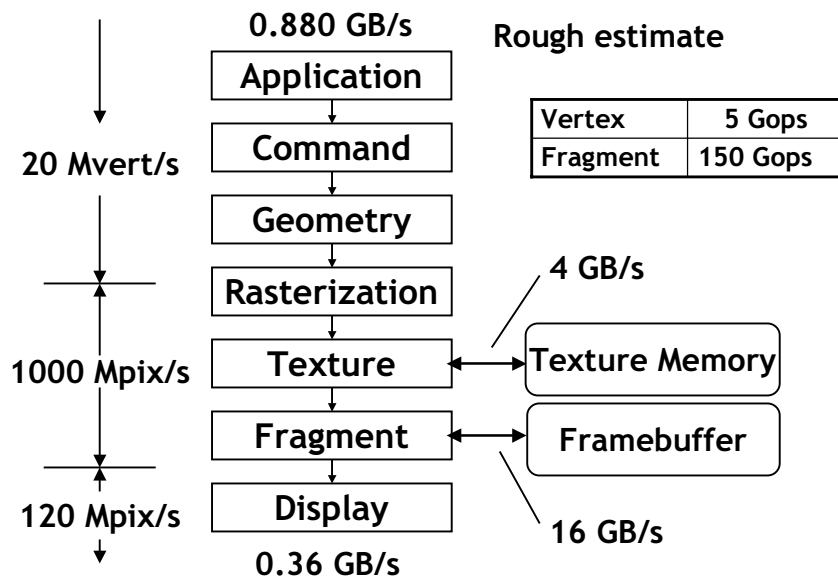 0.880 GB/s
Rough estimate
Application
Vertex 5 Gops
Fragment 150 Gops
Command
20 Mvert/s
Geometry
4 GB/s
Rasterization
1000 Mpix/s
Texture
Texture Memory
Fragment
Framebuffer
120 Mpix/s
Display
16 GB/s
0.36 GB/s